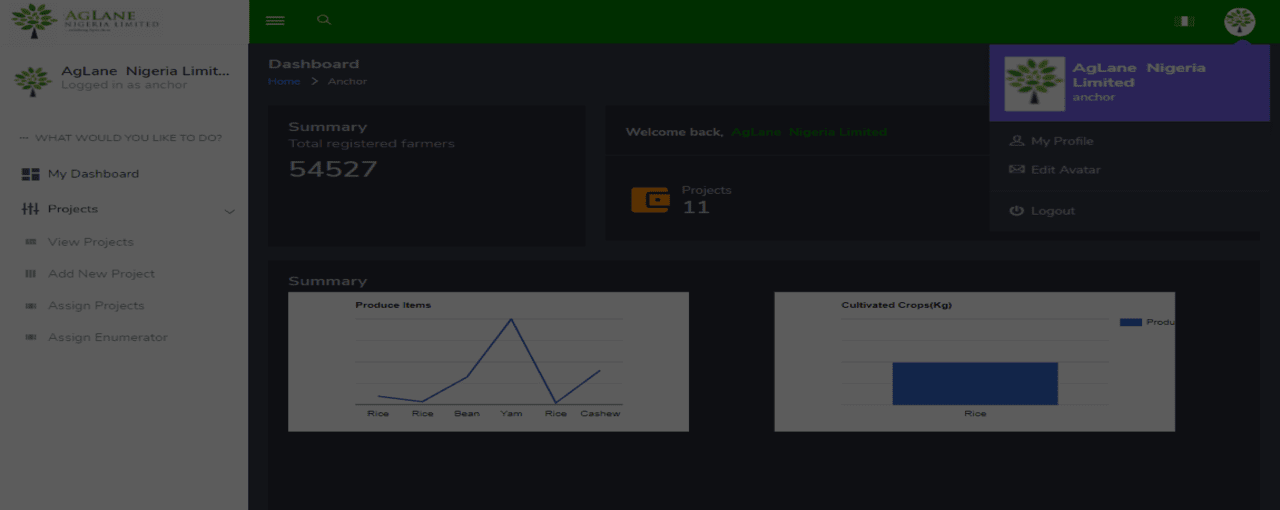 AGLANE
NIGERIA LIMITED
AgLane Nigeria Limit...
Logged in as anchor
WHAT WOULD YOU LIKE TO DO?
My Dashboard
Projects
View Projects
Add New Project
Assign Projects
Assign Enumerator
Dashboard
Home > Anchor
Summary
Total registered farmers
54527
Welcome back, AgLane Nigeria Limited
Projects
11
AgLane Nigeria
Limited
anchor
My Profile
Edit Avatar
Logout
Summary
Produce Items
Rice Rice Bean Yam Rice Cashew
Cultivated Crops(Kg)
Produ
Rice